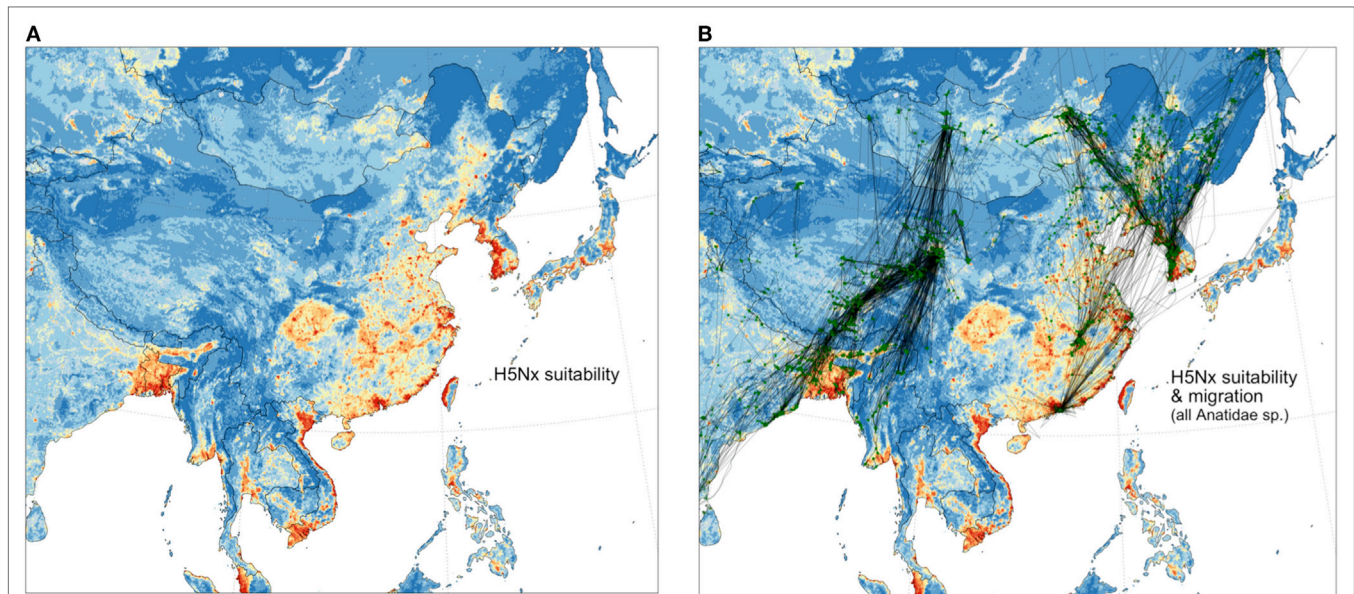 A
B
H5Nx suitability
H5Nx suitability
& migration
(all Anatidae sp.)